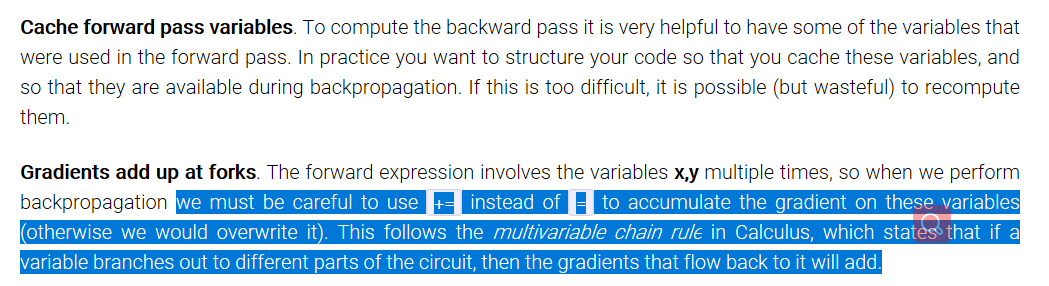 Cache forward pass variables. To compute the backward pass it is very helpful to have some of the variables that
were used in the forward pass. In practice you want to structure your code so that you cache these variables, and
so that they are available during backpropagation. If this is too difficult, it is possible (but wasteful) to recompute
them.
Gradients add up at forks. The forward expression involves the variables x,y multiple times, so when we perform
backpropagation we must be careful to use += instead of = to accumulate the gradient on these variables
(otherwise we would overwrite it). This follows the multivariable chain rule in Calculus, which states that if a
variable branches out to different parts of the circuit, then the gradients that flow back to it will add.